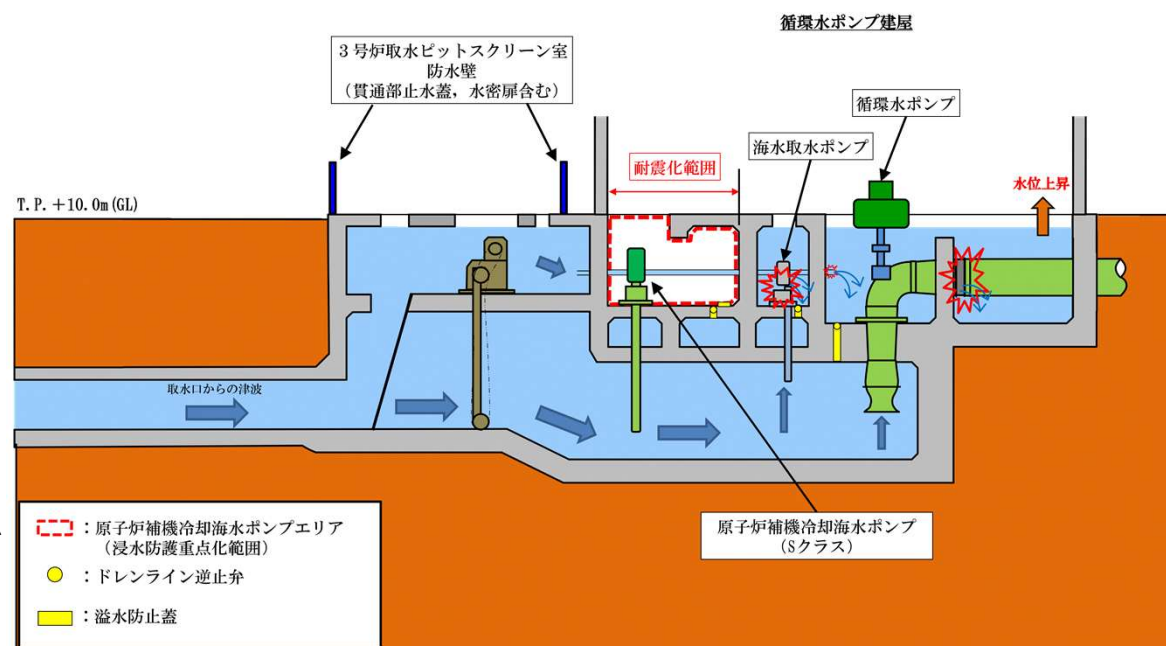 循環水ポンプ建屋
３号炉取水ピットスクリーン室
防水壁
（貫通部止水蓋，水密扉含む）
循環水ポンプ
海水取水ポンプ
耐震化範囲
水位上昇
T.P. +10.0m(GL)
取水口からの津波
原子炉補機冷却海水ポンプ
（Sクラス）
：原子炉補機冷却海水ポンプエリア
（浸水防護重点化範囲）
：ドレンライン逆止弁
：溢水防止蓋